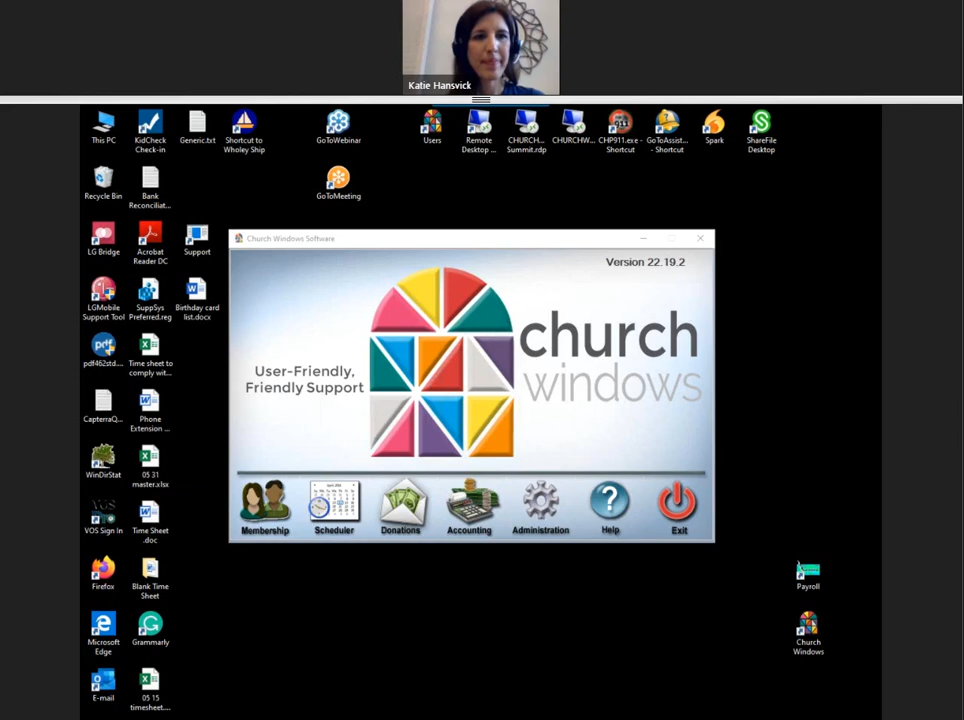 Katie Hansvick
This PC
KidCheck
Check-in
Generic.txt
Shortcut to
Wholey Ship
GoToWebinar
Users
Remote
Desktop ...
CHURCH...
Summit.rdp
CHURCHW...
CHP911.exe -
Shortcut
GoToAssist...
- Shortcut
Spark
ShareFile
Desktop
Recycle Bin
Bank
Reconciliat...
GoToMeeting
LG Bridge
Acrobat
Reader DC
Support
LGMobile
Support Tool
SuppSys
Preferred.reg
Birthday card
list.docx
pdf462std....
Time sheet to
comply wit...
CapterraQ...
Phone
Extension ...
WinDirStat
05 31
master.xlsx
VOS Sign In
Time Sheet
.doc
Firefox
Blank Time
Sheet
Microsoft
Edge
Grammarly
E-mail
05 15
timesheet....
Church Windows Software
Version 22.19.2
User-Friendly,
Friendly Support
church
windows
Membership
Scheduler
Donations
Accounting
Administration
Help
Exit
Payroll
Church
Windows